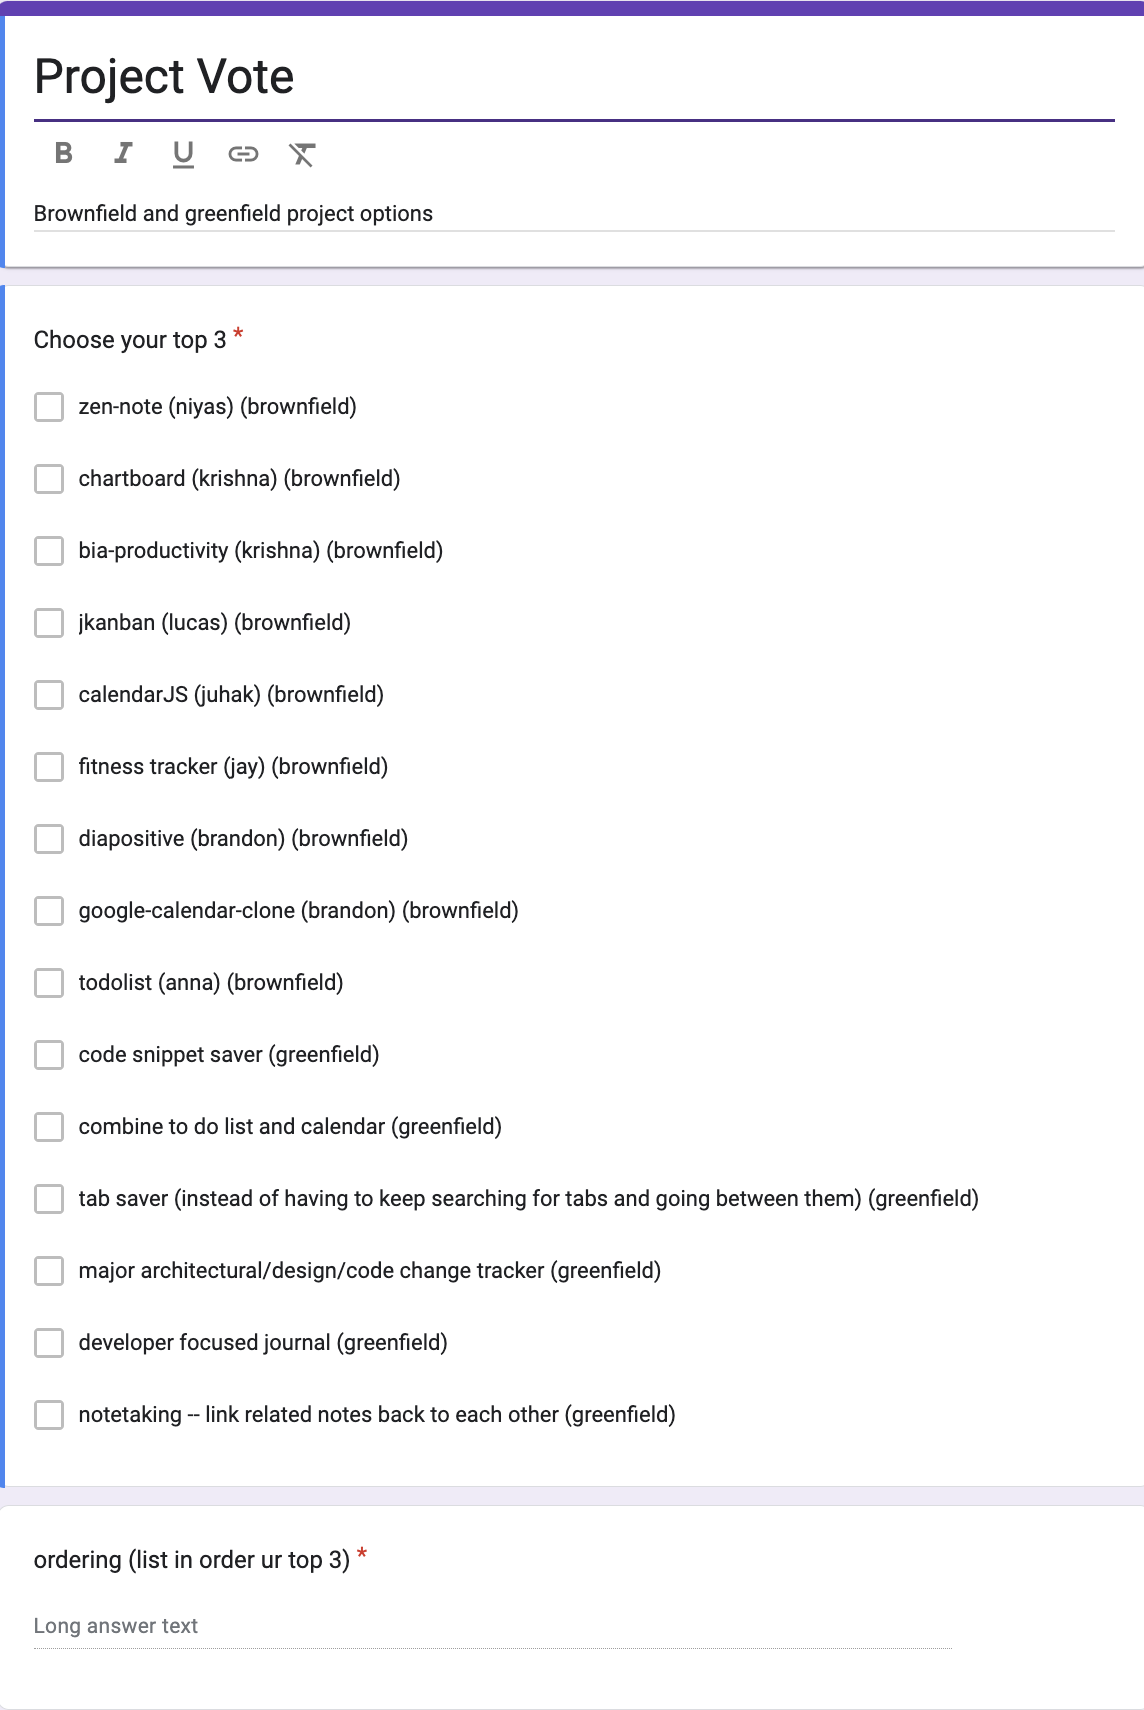 Project Vote
B I U
Brownfield and greenfield project options
Choose your top 3 *
zen-note (niyas) (brownfield)
chartboard (krishna) (brownfield)
bia-productivity (krishna) (brownfield)
jkanban (lucas) (brownfield)
calendarJS (juhak) (brownfield)
fitness tracker (jay) (brownfield)
diapositive (brandon) (brownfield)
google-calendar-clone (brandon) (brownfield)
todolist (anna) (brownfield)
code snippet saver (greenfield)
combine to do list and calendar (greenfield)
tab saver (instead of having to keep searching for tabs and going between them) (greenfield)
major architectural/design/code change tracker (greenfield)
developer focused journal (greenfield)
notetaking -- link related notes back to each other (greenfield)
ordering (list in order ur top 3) *
Long answer text